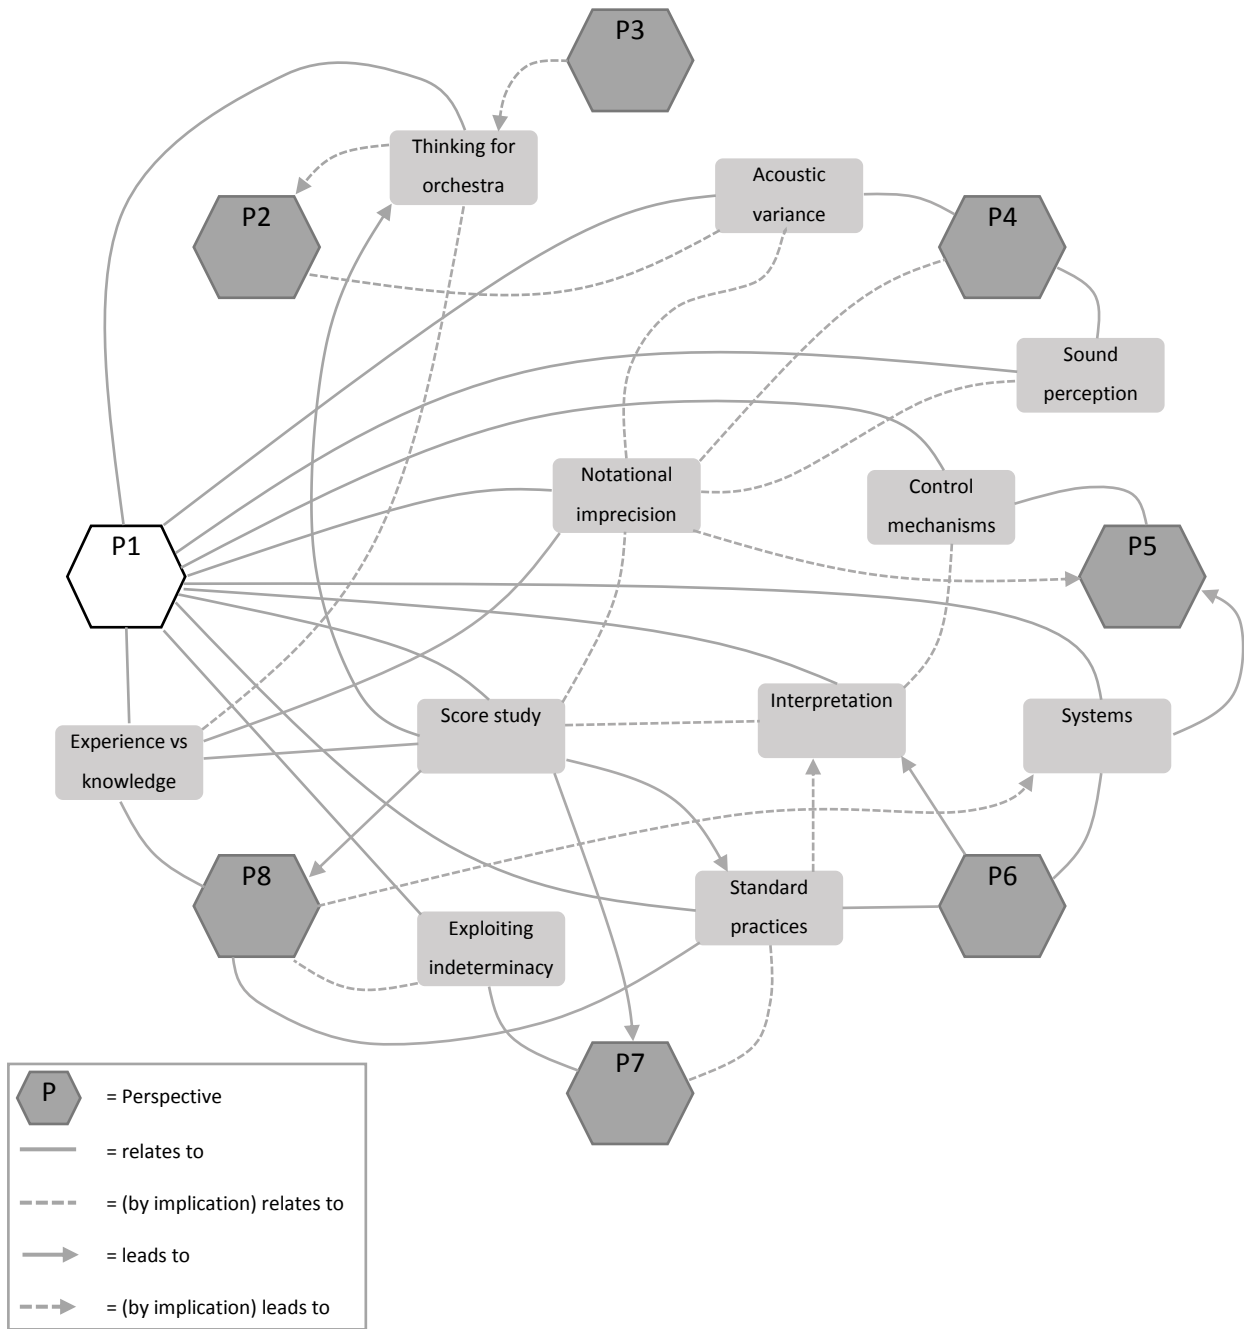 P3
Thinking for
orchestra
Acoustic
variance
P2
P4
Sound
perception
Notational
imprecision
Control
mechanisms
P1
P5
Score study
Interpretation
Systems
Experience vs
knowledge
P8
Standard
practices
P6
Exploiting
indeterminacy
P7
P
= Perspective
= relates to
= (by implication) relates to
= leads to
= (by implication) leads to